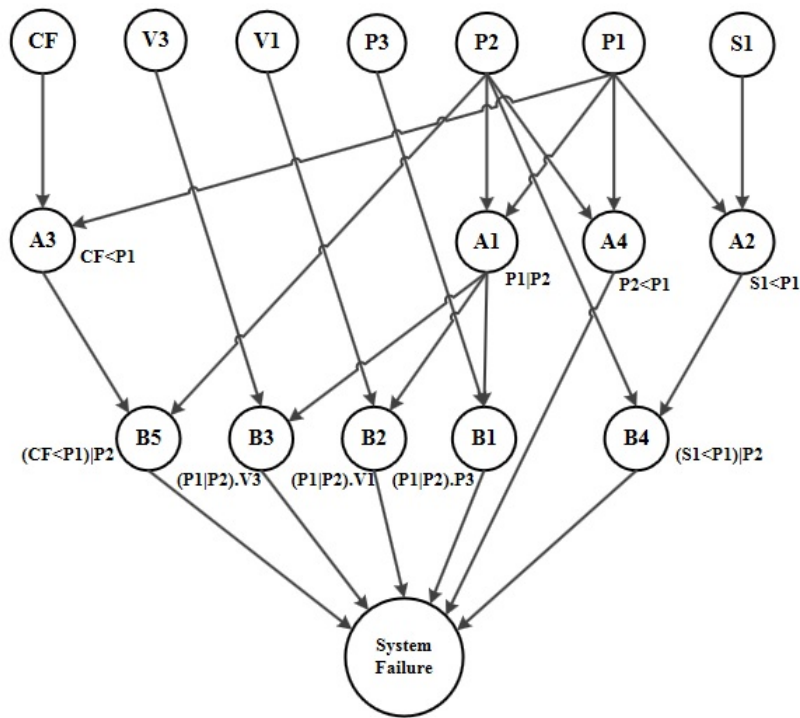 CF V3 V1 P3 P2 P1 S1
A3 A1 A4 A2
CF<P1 P1|P2 P2<P1 S1<P1
B5 B3 B2 B1 B4
(CF<P1)|P2 (P1|P2).V3 (P1|P2).V1 (P1|P2).P3 (S1<P1)|P2
System
Failure